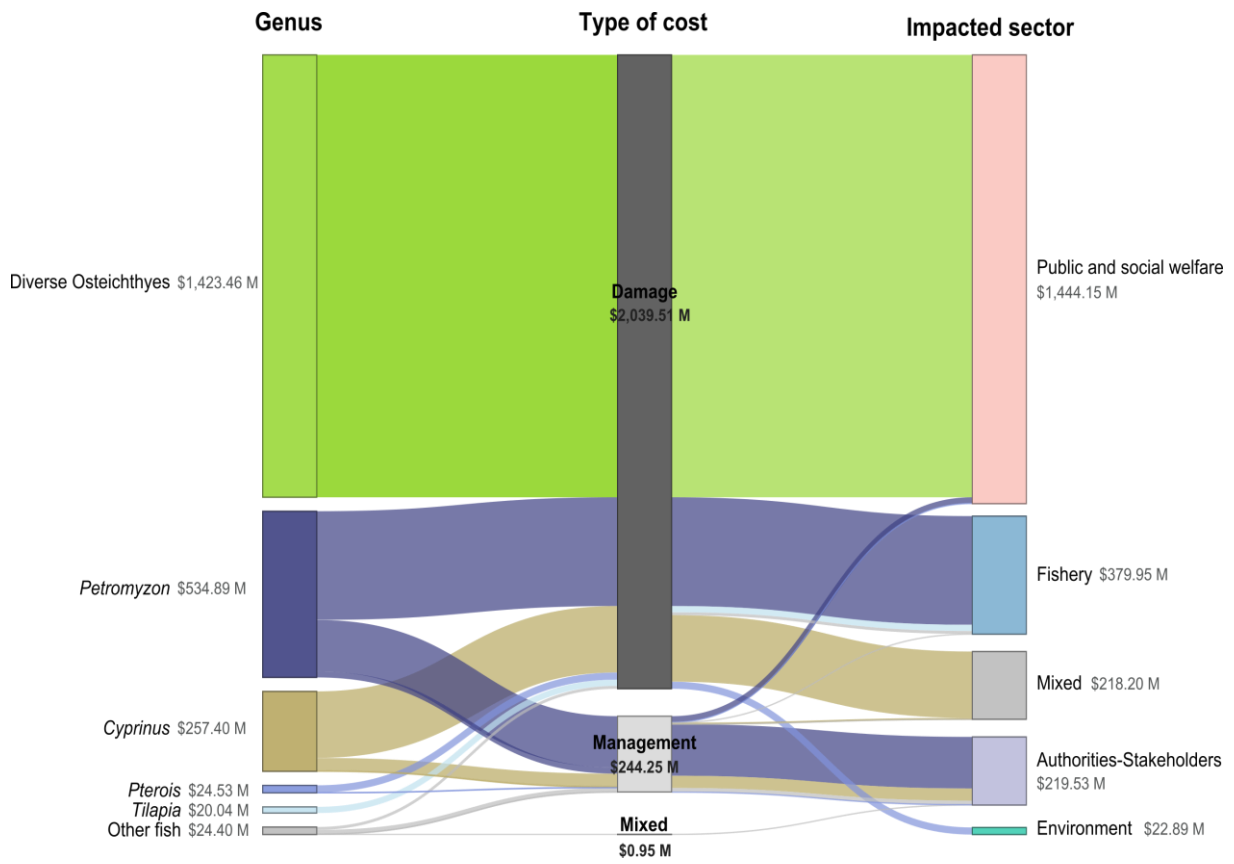 Genus
Type of cost
Impacted sector
Diverse Osteichthyes $1,423.46 M
Damage
$2,039.51 M
Public and social welfare
$1,444.15 M
Petromyzon $534.89 M
Fishery $379.95 M
Cyprinus $257.40 M
Mixed $218.20 M
Management
$244.25 M
Authorities-Stakeholders
$219.53 M
Pterois $24.53 M
Tilapia $20.04 M
Other fish $24.40 M
Mixed
$0.95 M
Environment $22.89 M